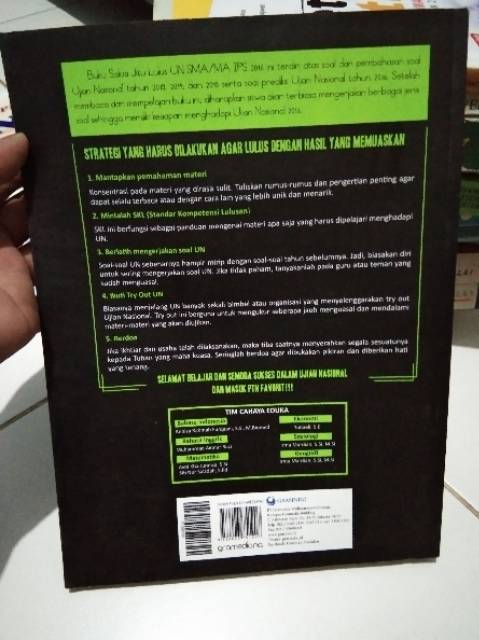 Buku Sakus Jitu Lulus UN SMA/MA IPS 2016 ini terdiri atas soal dan pembahasan soal
Ujian Nasional tahun 2013, 2014, dan 2015 serta soal prediksi Ujian Nasional tahun 2016. Setelah
membaca dan mempelajari buku ini, diharapkan siswa akan terbiasa mengerjakan berbagai jenis
soal sehingga memiliki kesiapan menghadapi Ujian Nasional 2016.
STRATEGI YANG HARUS DILAKUKAN AGAR LULUS DENGAN HASIL YANG MEMUASKAN
1. Mantapkan pemahaman materi
Konsentrasi pada materi yang dirasa sulit. Tuliskan rumus-rumus dan pengertian penting agar
dapat selalu terbaca atau dengan cara lain yang lebih unik dan menarik.
2. Mintalah SKL (Standar Kompetensi Lulusan)
SKL ini berfungsi sebagai panduan mengenai materi apa saja yang harus dipelajari menghadapi
UN.
3. Berlatih mengerjakan soal UN
Soal-soal UN sebenarnya hampir mirip dengan soal-soal tahun sebelumnya. Jadi, biasakan diri
untuk sering mengerjakan soal UN. Jika tidak paham, tanyakanlah pada guru atau teman yang
sudah menguasai.
4. Ikuti Try Out UN
Biasanya menjelang UN banyak sekali bimbel atau organisasi yang menyelenggarakan try out
Ujian Nasional. Try out ini berguna untuk mengukur seberapa jauh menguasai dan mendalami
materi-materi yang akan diujikan.
5. Berdoa
Jika ikhtiar dan usaha telah dilaksanakan, maka tiba saatnya menyerahkan segala sesuatunya
kepada Tuhan yang maha kuasa. Seringlah berdoa agar dibukakan pikiran dan diberikan hati
yang tenang.
SELAMAT BELAJAR DAN SEMOGA SUKSES DALAM UJIAN NASIONAL
DAN MASUK PTN FAVORIT!!!
TIM CAHAYA EDUKA
Bahasa Indonesia
Ekonomi
Bahasa Inggris
Sosiologi
Matematika
Geografi
GRASINDO
gramediana